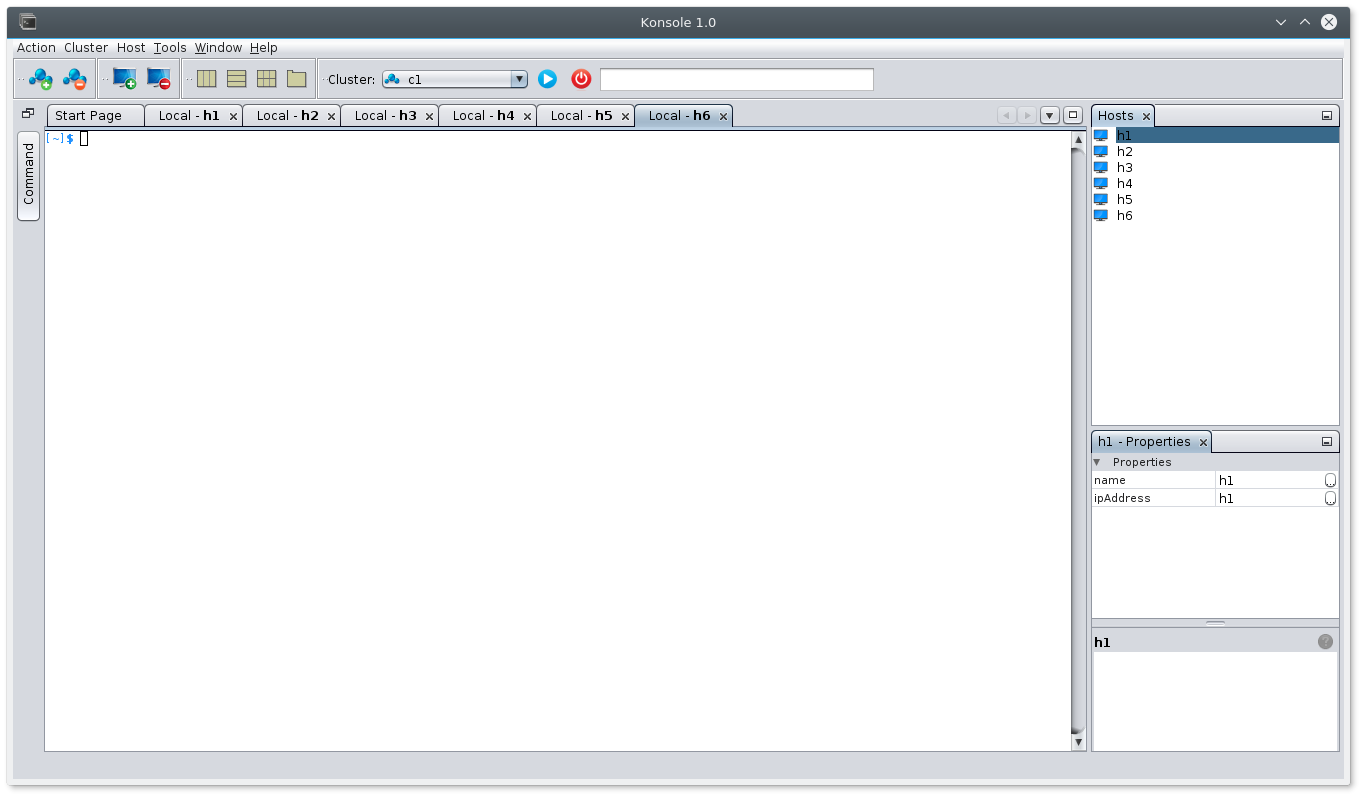 Konsole 1.0
Action Cluster Host Tools Window Help
Cluster: c1
Start Page Local - h1 Local - h2 Local - h3 Local - h4 Local - h5 Local - h6
Command
[~]$
Hosts
h1
h2
h3
h4
h5
h6
h1 - Properties
Properties
name h1
ipAddress h1
h1